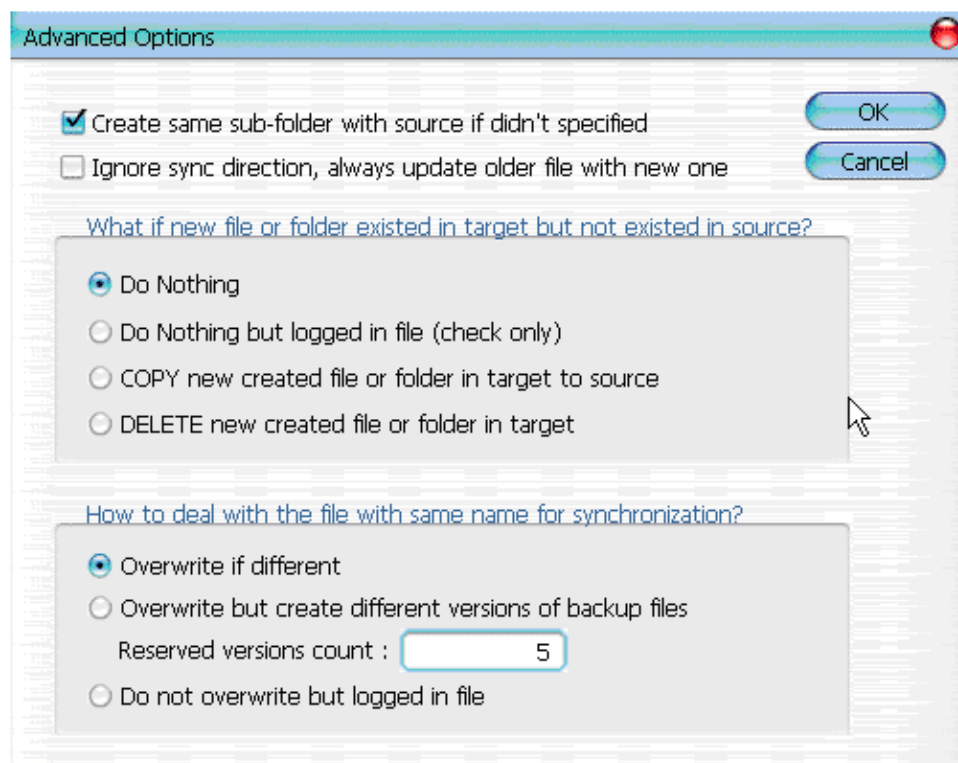 Advanced Options
Create same sub-folder with source if didn't specified
OK
Ignore sync direction, always update older file with new one
Cancel
What if new file or folder existed in target but not existed in source?
Do Nothing
Do Nothing but logged in file (check only)
COPY new created file or folder in target to source
DELETE new created file or folder in target
How to deal with the file with same name for synchronization?
Overwrite if different
Overwrite but create different versions of backup files
Reserved versions count : 5
Do not overwrite but logged in file